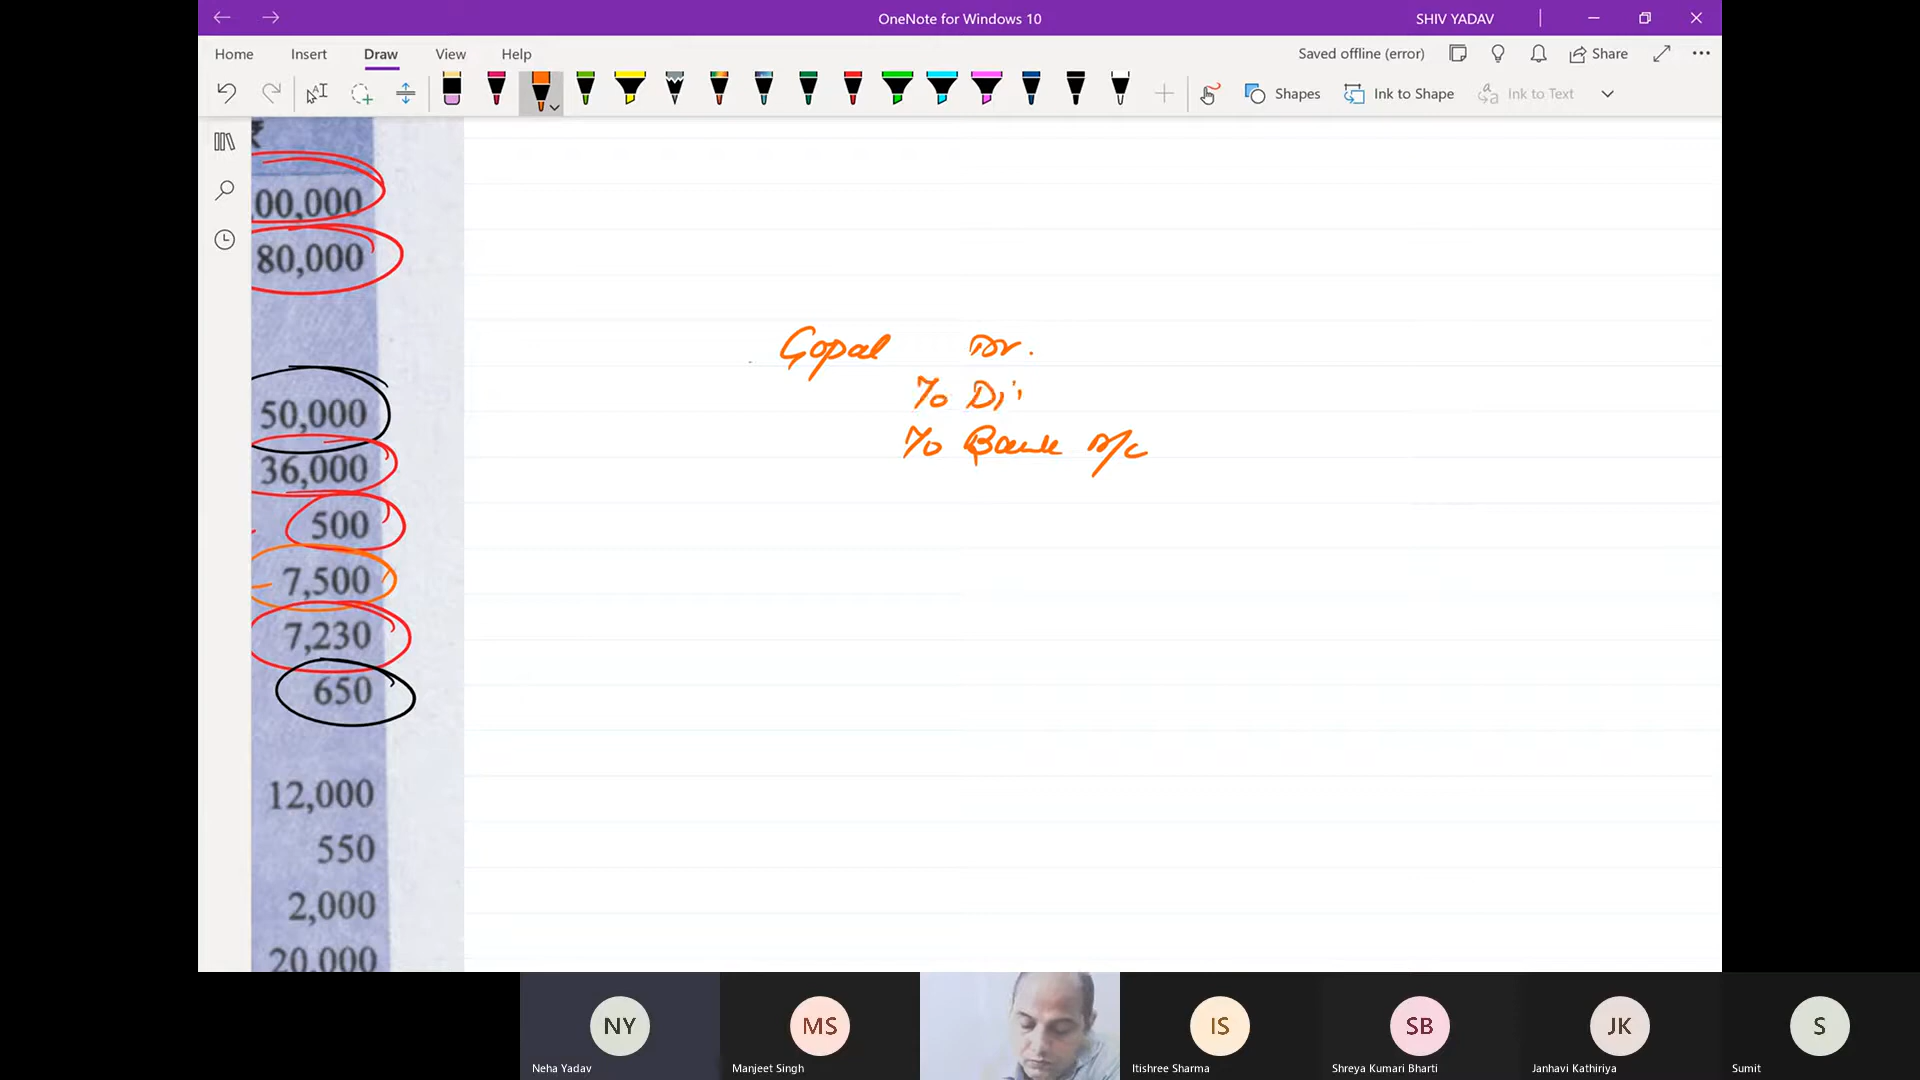 OneNote for Windows 10
SHIV YADAV
Home Insert Draw View Help
Saved offline (error)
Share
Shapes
Ink to Shape
Ink to Text
₹
00,000
80,000
50,000
36,000
500
7,500
7,230
650
12,000
550
2,000
20,000
Gopal Dr.
To Di
To Bank A/c
NY
MS
IS
SB
JK
S
Neha Yadav
Manjeet Singh
Itishree Sharma
Shreya Kumari Bharti
Janhavi Kathiriya
Sumit